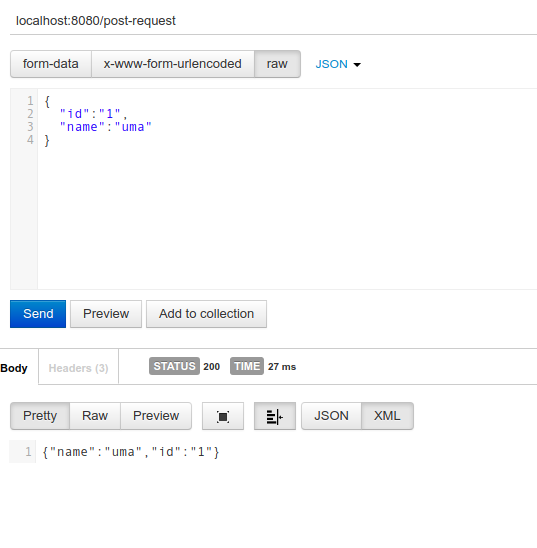 localhost:8080/post-request
form-data x-www-form-urlencoded raw JSON
1 {
2 "id":"1",
3 "name":"uma"
4 }
Send Preview Add to collection
Body Headers (3) STATUS 200 TIME 27 ms
Pretty Raw Preview JSON XML
1 {"name":"uma","id":"1"}